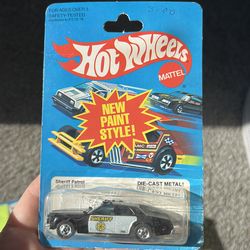 FOR AGES OVER 3
SAFETY-TESTED
Hot Wheels
MATTEL
NEW
PAINT
STYLE!
Sheriff Patrol
DIE-CAST METAL!
SHERIFF